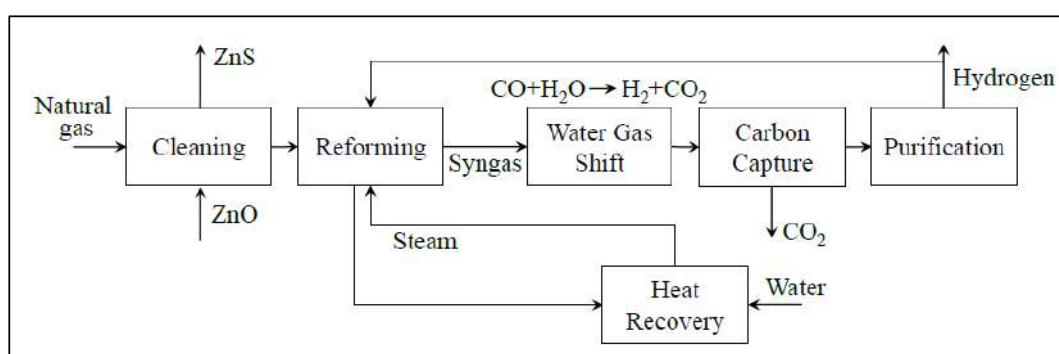 ZnS
Hydrogen
CO+H₂O→H₂+CO₂
Natural
gas
Cleaning
Reforming
Syngas
Water Gas
Shift
Carbon
Capture
Purification
ZnO
Steam
CO₂
Heat
Recovery
Water